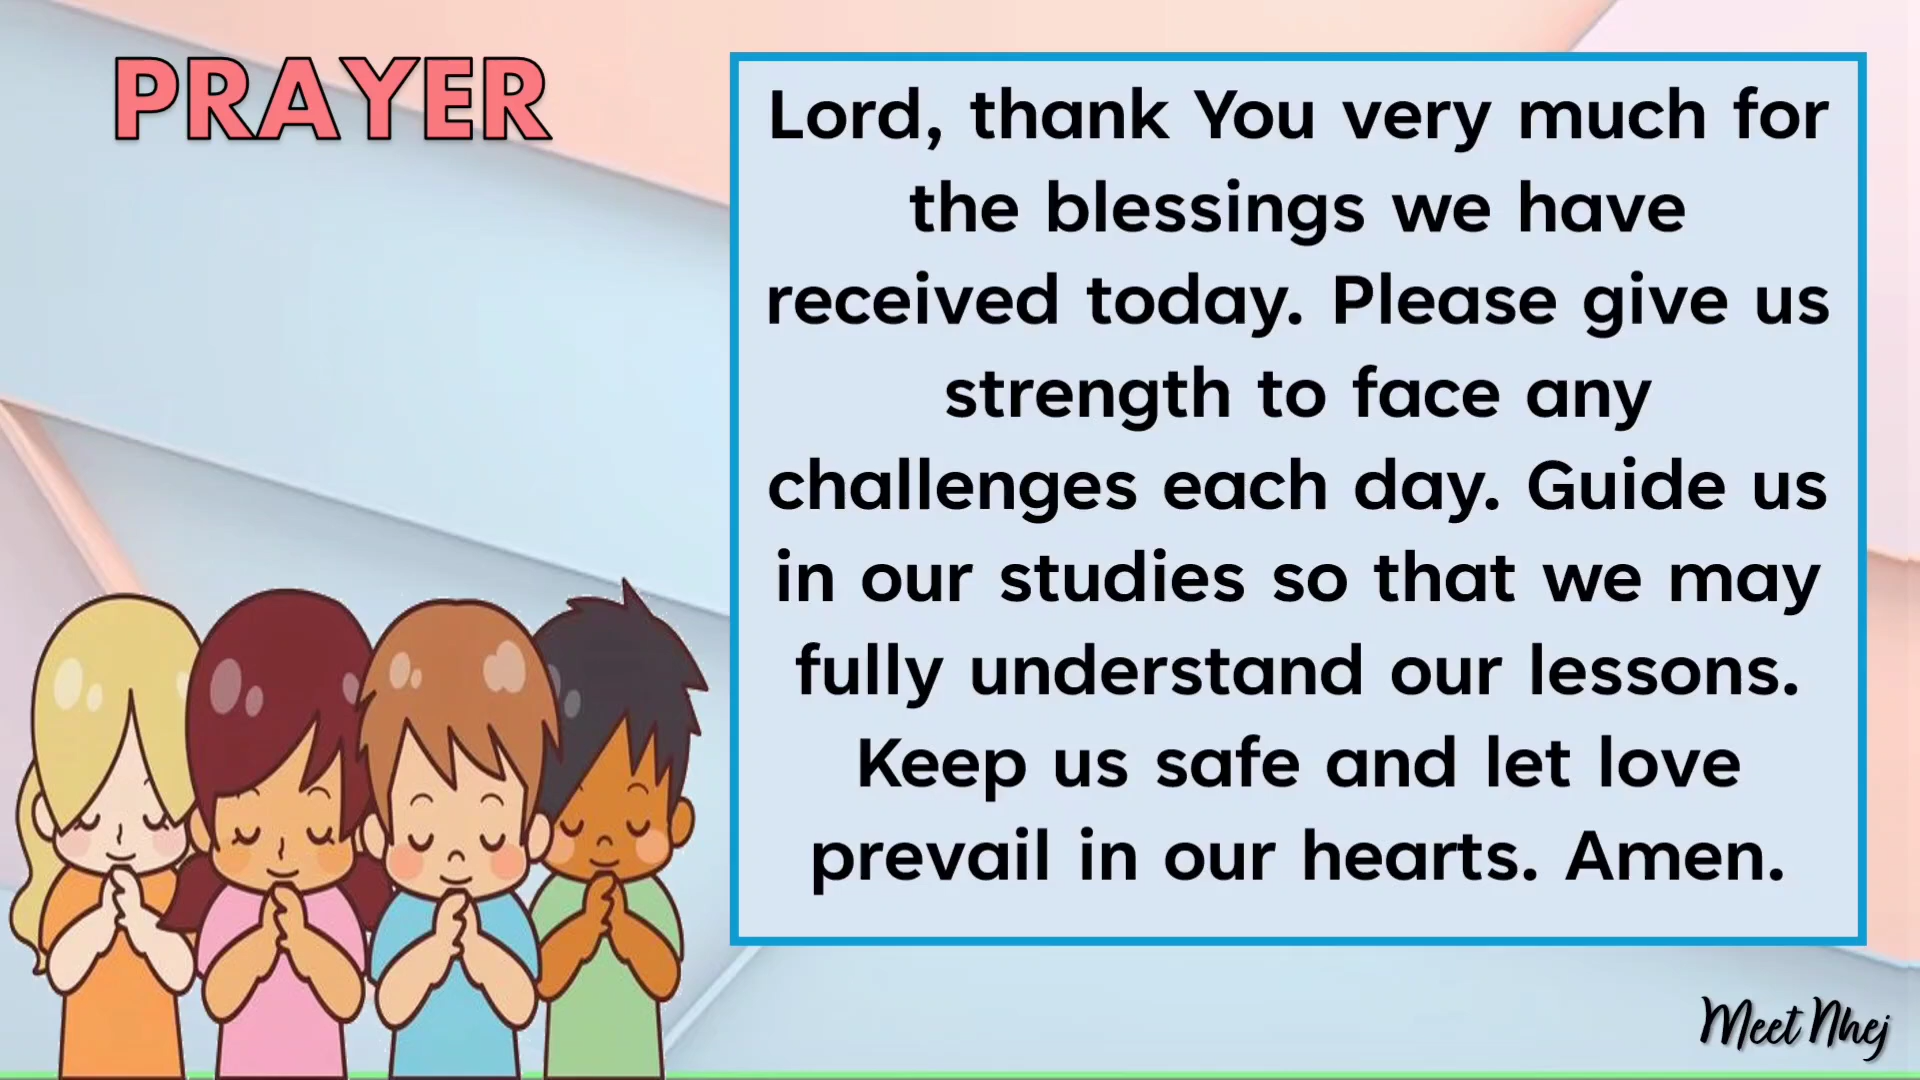 PRAYER
Lord, thank You very much for
the blessings we have
received today. Please give us
strength to face any
challenges each day. Guide us
in our studies so that we may
fully understand our lessons.
Keep us safe and let love
prevail in our hearts. Amen.
Meet Nhej